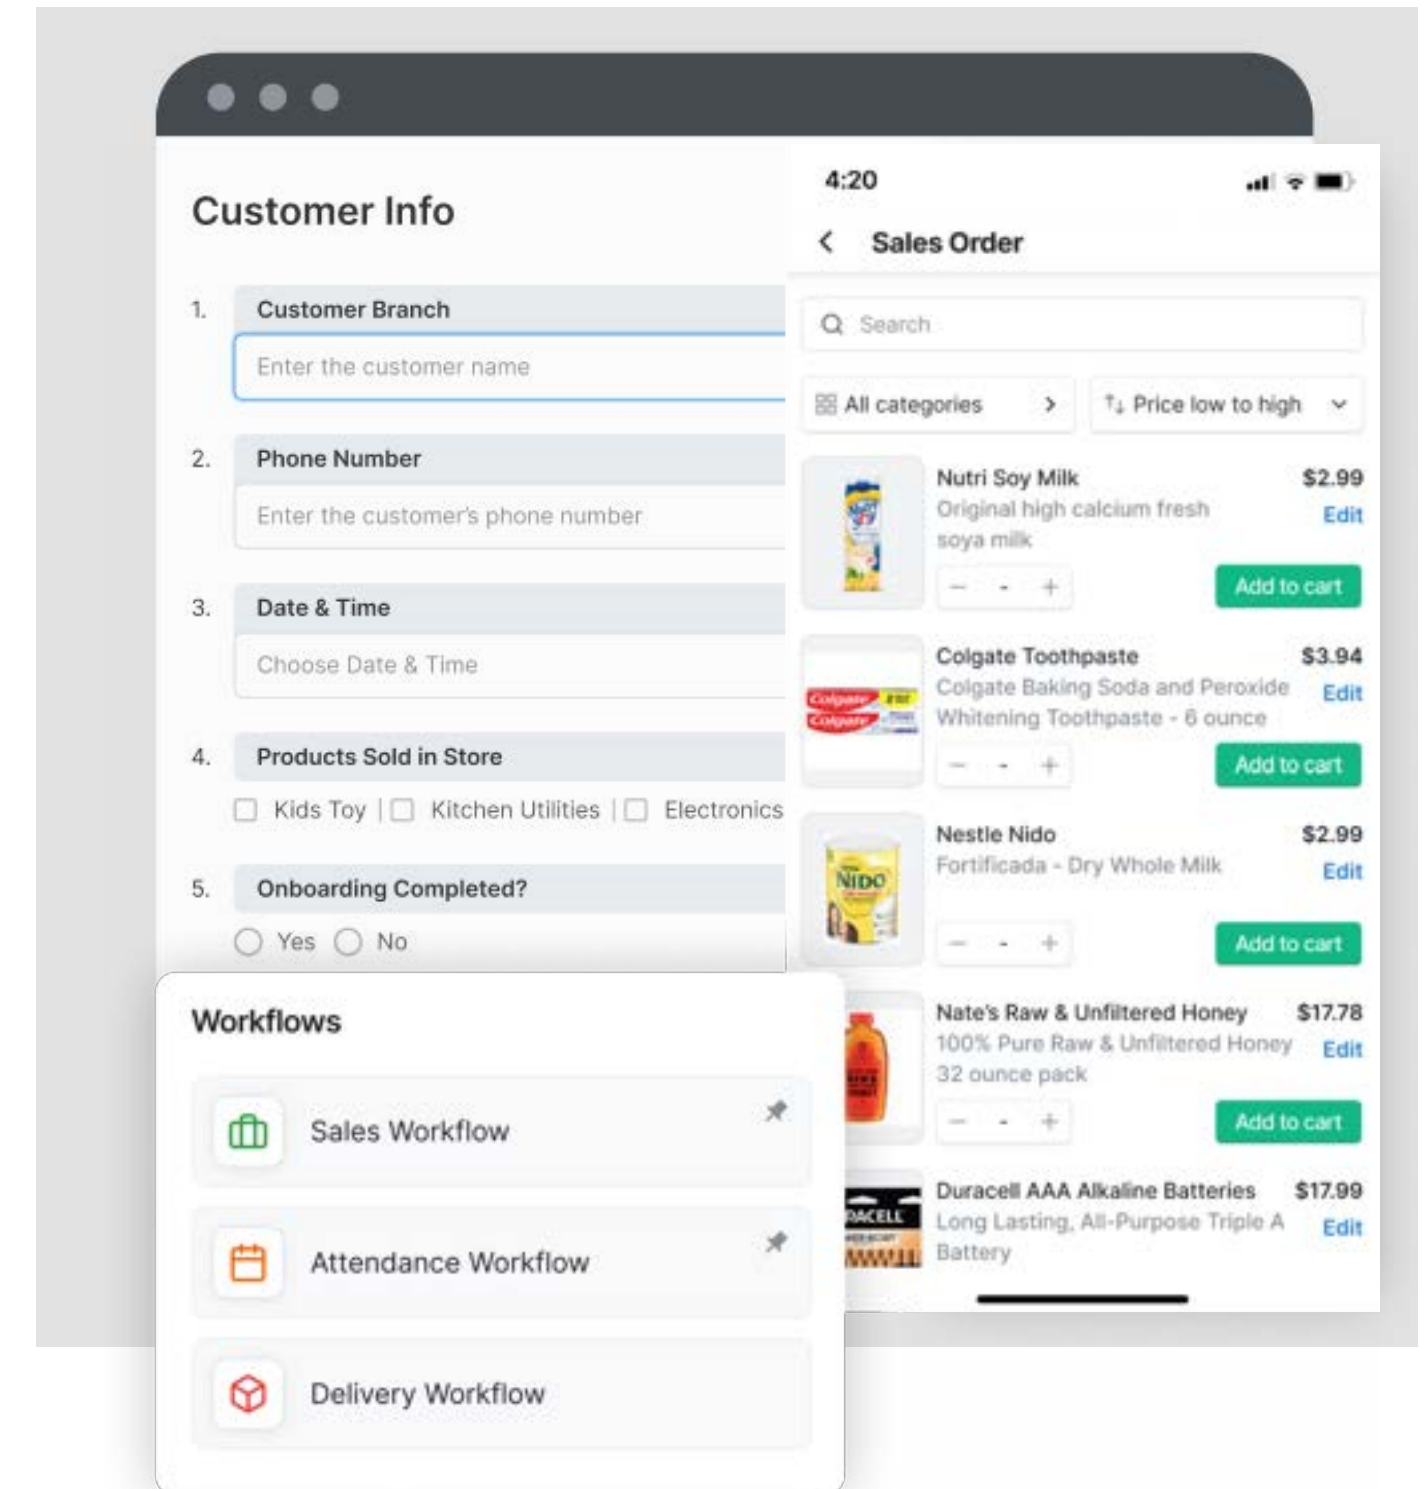 Customer Info
1. Customer Branch
Enter the customer name
2. Phone Number
Enter the customer's phone number
3. Date & Time
Choose Date & Time
4. Products Sold in Store
Kids Toy | Kitchen Utilities | Electronics
5. Onboarding Completed?
Yes No
Workflows
Sales Workflow
Attendance Workflow
Delivery Workflow
4:20
Sales Order
Search
All categories
Price low to high
Nutri Soy Milk $2.99
Original high calcium fresh Edit
soya milk
- - + Add to cart
Colgate Toothpaste $3.94
Colgate Baking Soda and Peroxide Edit
Whitening Toothpaste - 6 ounce
- - + Add to cart
Colgate
Colgate
Nestle Nido $2.99
Fortificada - Dry Whole Milk Edit
- - + Add to cart
NIDO
Nate's Raw & Unfiltered Honey $17.78
100% Pure Raw & Unfiltered Honey Edit
32 ounce pack
- - + Add to cart
Duracell AAA Alkaline Batteries $17.99
Long Lasting, All-Purpose Triple A Edit
Battery
RACELL